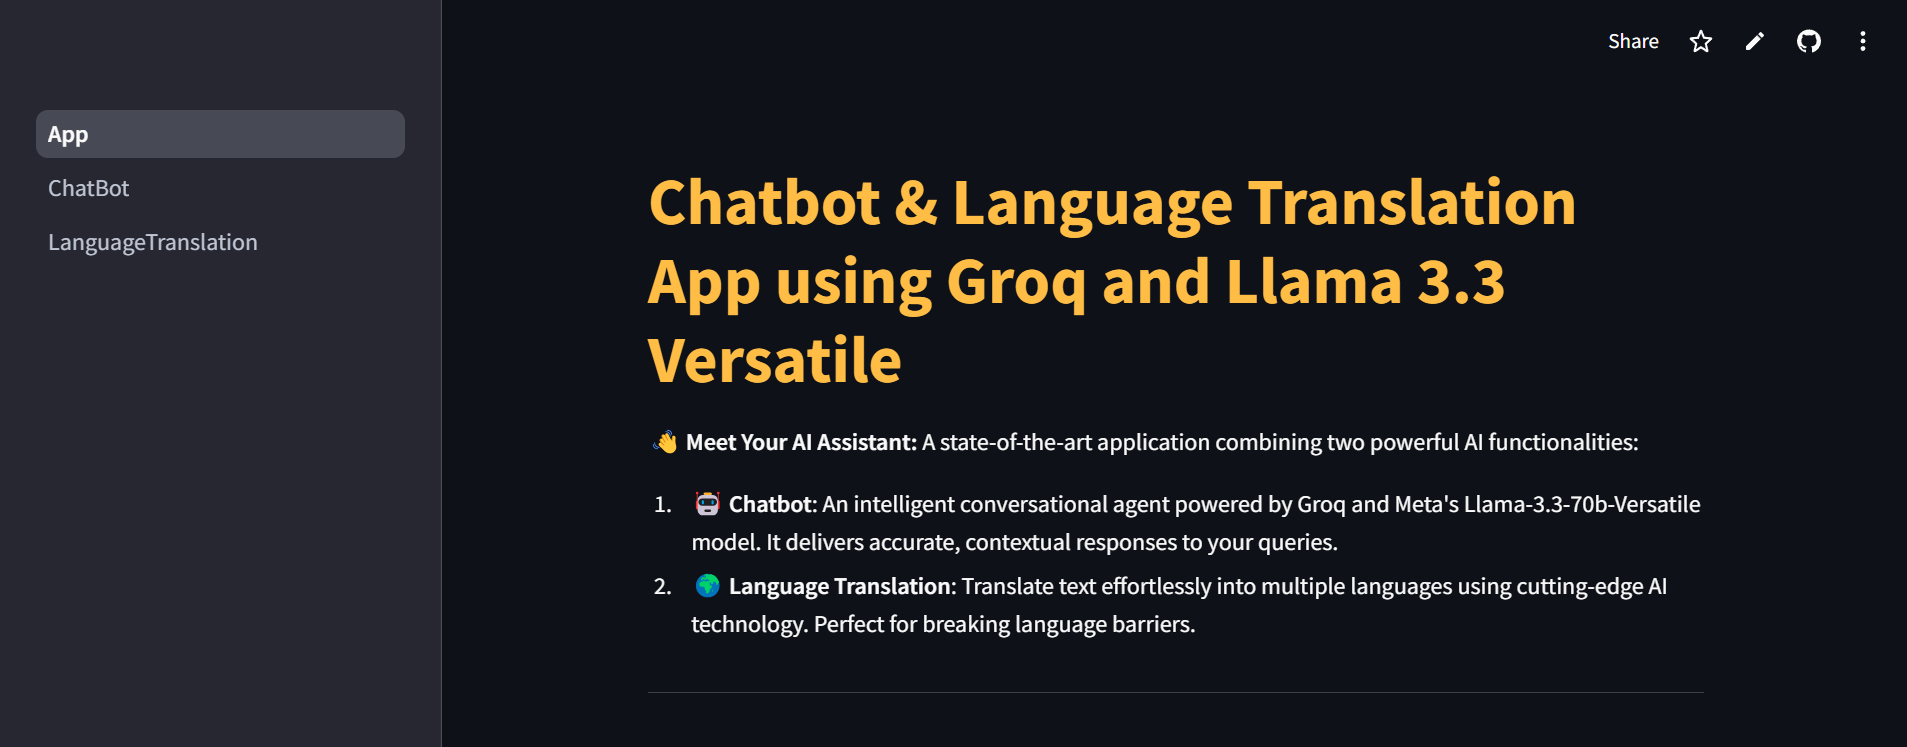 Share
App
ChatBot
LanguageTranslation
Chatbot & Language Translation
App using Groq and Llama 3.3
Versatile
👋 Meet Your AI Assistant: A state-of-the-art application combining two powerful AI functionalities:
1. 🤖 Chatbot: An intelligent conversational agent powered by Groq and Meta's Llama-3.3-70b-Versatile
model. It delivers accurate, contextual responses to your queries.
2. 🌍 Language Translation: Translate text effortlessly into multiple languages using cutting-edge AI
technology. Perfect for breaking language barriers.